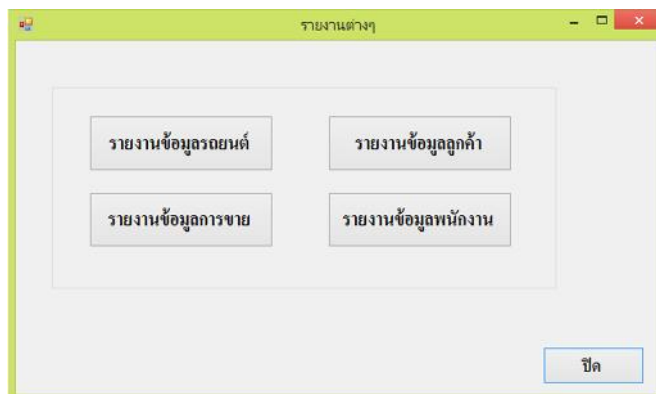 รายงานต่างๆ
รายงานข้อมูลรถยนต์ รายงานข้อมูลลูกค้า
รายงานข้อมูลการขาย รายงานข้อมูลพนักงาน
ปิด